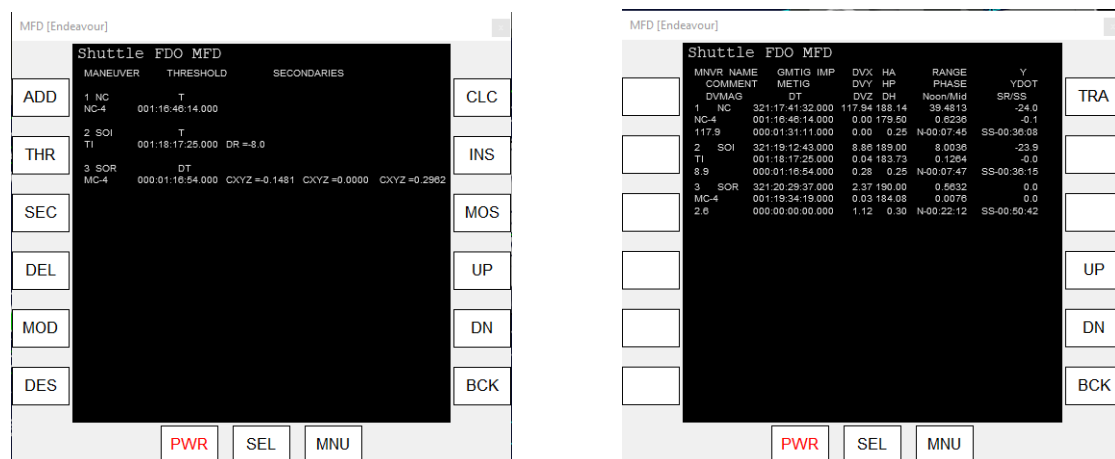 MFD [Endeavour]
Shuttle FDO MFD
MANEUVER THRESHOLD SECONDARIES
1 NC T
NC-4 001:16:46:14.000
2 SOI T
TI 001:18:17:25.000 DR =-8.0
3 SOR DT
MC-4 000:01:16:54.000 CXYZ =-0.1481 CXYZ =0.0000 CXYZ =0.2962
ADD
THR
SEC
DEL
MOD
DES
CLC
INS
MOS
UP
DN
BCK
PWR SEL MNU
MFD [Endeavour]
Shuttle FDO MFD
MNVR NAME GMTIG IMP DVX HA RANGE Y
COMMENT METIG DVY HP PHASE YDOT
DVMAG DT DVZ DH Noon/Mid SR/SS
1 NC 321:17:41:32.000 117.94 188.14 39.4813 -24.0
NC-4 001:16:46:14.000 0.00 179.50 0.6236 -0.1
117.9 000:01:31:11.000 0.00 0.25 N-00:07:45 SS-00:36:08
2 SOI 321:19:12:43.000 8.86 189.00 8.0036 -23.9
TI 001:18:17:25.000 0.04 183.73 0.1264 -0.0
8.9 000:01:16:54.000 0.28 0.25 N-00:07:47 SS-00:36:15
3 SOR 321:20:29:37.000 2.37 190.00 0.5632 0.0
MC-4 001:19:34:19.000 0.03 184.08 0.0076 0.0
2.6 000:00:00:00.000 1.12 0.30 N-00:22:12 SS-00:50:42
TRA
UP
DN
BCK
PWR SEL MNU